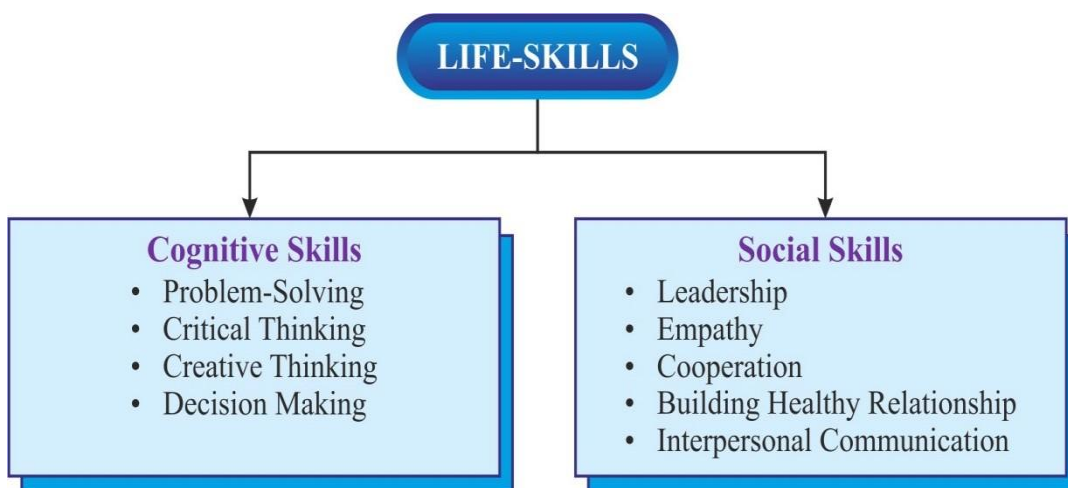 LIFE-SKILLS
Cognitive Skills
• Problem-Solving
• Critical Thinking
• Creative Thinking
• Decision Making
Social Skills
• Leadership
• Empathy
• Cooperation
• Building Healthy Relationship
• Interpersonal Communication